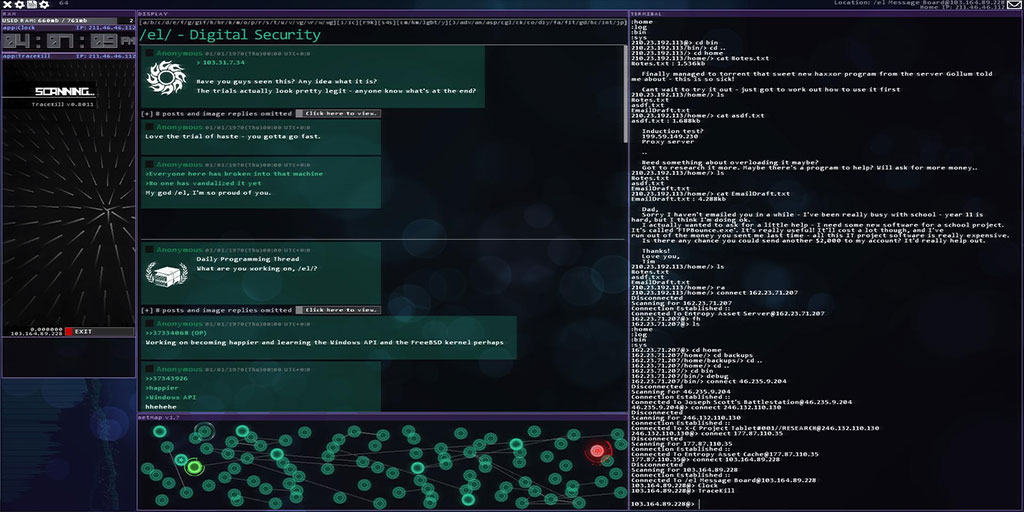 64
Location: /el Message Board@103.164.89.228
Home IP: 211.46.46.112
USED RAM: 660mb / 761mb
2
app:Clock
IP: 211.46.46.112
04 : 07 : 09
app:TraceKill
IP: 211.46.46.112
SCANNING...
TraceKill v0.8011
0.000000
103.164.89.228
EXIT
DISPLAY
/el/ - Digital Security
Anonymous 01/01/1970(Thu)00:00 UTC+0:0
> 103.31.7.34
Have you guys seem this? Any idea what it is?
The trials actually look pretty legit - anyone know what's at the end?
[+] 8 posts and image replies omitted
Click here to view.
Anonymous 01/01/1970(Thu)00:00 UTC+0:0
Love the trial of haste - you gotta go fast.
Anonymous 01/01/1970(Thu)00:00 UTC+0:0
>Everyone here has broken into that machine
>No one has vandalized it yet
My god /el, I'm so proud of you.
Anonymous 01/01/1970(Thu)00:00 UTC+0:0
Daily Programming Thread
What are you working on, /el/?
[+] 8 posts and image replies omitted
Click here to view.
Anonymous 01/01/1970(Thu)00:00 UTC+0:0
>>37334068 (OP)
Working on becoming happier and learning the Windows API and the FreeBSD kernel perhaps
Anonymous 01/01/1970(Thu)00:00 UTC+0:0
>>37343926
>happier
>Windows API
hhehehe
netMap v1.7
TERMINAL
:home
:log
:bin
:sys
210.23.192.113@> cd bin
210.23.192.113/bin/> cd ..
210.23.192.113@> cd home
210.23.192.113/home/> cat Notes.txt
Notes.txt : 1.536kb
Finally managed to torrent that sweet new haxxor program from the server Gollum told
me about - this is so sick!
Cant wait to try it out - just got to work out how to use it first
210.23.192.113/home/> ls
Notes.txt
asdf.txt
EmailDraft.txt
210.23.192.113/home/> cat asdf.txt
asdf.txt : 1.688kb
Induction test?
199.59.149.230
Proxy server
..
Need something about overloading it maybe?
Got to research it more. Maybe there's a program to help? Will ask for more money..
210.23.192.113/home/> ls
Notes.txt
asdf.txt
EmailDraft.txt
210.23.192.113/home/> cat EmailDraft.txt
EmailDraft.txt : 4.288kb
Dad,
Sorry I haven't emailed you in a while - I've been really busy with school - year 11 is
hard, but I think I'm doing ok.
I actually wanted to ask for a little help - I need some new software for a school project.
It's called "FTPBounce.exe". It's really useful! It'll cost a lot though, and I've
run out of the money you sent me last time - all this IT project software is really expensive.
Is there any chance you could send another $2,000 to my account? It'd really help out.
Thanks!
Love you,
Tim
210.23.192.113/home/> ls
Notes.txt
asdf.txt
EmailDraft.txt
210.23.192.113/home/> ra
210.23.192.113/home/> connect 162.23.71.207
Disconnected
Scanning For 162.23.71.207
Connection Established ::
Connected To Entropy Asset Server@162.23.71.207
162.23.71.207@> fh
162.23.71.207@> ls
:home
:log
:bin
:sys
162.23.71.207@> cd home
162.23.71.207/home/> cd backups
162.23.71.207/home/backups/> cd ..
162.23.71.207/home/> cd ..
162.23.71.207@> cd bin
162.23.71.207/bin/> debug
162.23.71.207/bin/> connect 46.235.9.204
Disconnected
Scanning For 46.235.9.204
Connection Established ::
Connected To Joseph Scott's Battlestation@46.235.9.204
46.235.9.204@> connect 246.132.110.130
Disconnected
Scanning For 246.132.110.130
Connection Established ::
Connected To X-C Project Tablet#0001//RESEARCH@246.132.110.130
246.132.110.130@> connect 177.87.110.35
Disconnected
Scanning For 177.87.110.35
Connection Established ::
Connected To Entropy Asset Cache@177.87.110.35
177.87.110.35@> connect 103.164.89.228
Disconnected
Scanning For 103.164.89.228
Connection Established ::
Connected To /el Message Board@103.164.89.228
103.164.89.228@> Clock
103.164.89.228@> TraceKill
103.164.89.228@>